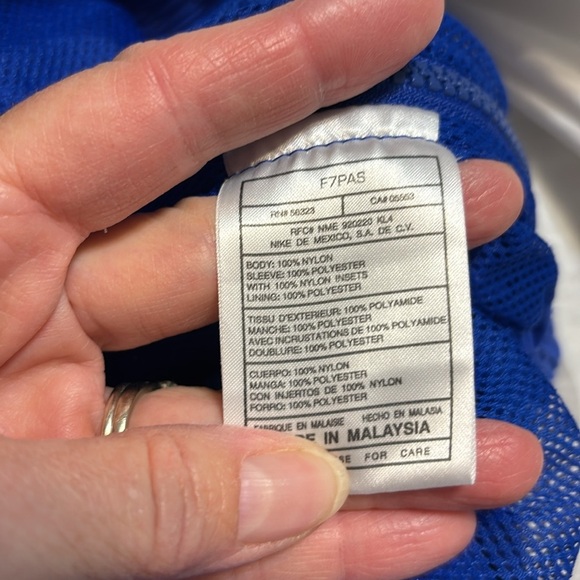 F7PAS
RN# 56323 CA# 05553
RFC# NME 920220 KL4
NIKE DE MEXICO, S.A. DE C.V.
BODY: 100% NYLON
SLEEVE: 100% POLYESTER
WITH 100% NYLON INSETS
LINING: 100% POLYESTER
TISSU D'EXTERIEUR: 100% POLYAMIDE
MANCHE: 100% POLYESTER
AVEC INCRUSTATIONS DE 100% POLYAMIDE
DOUBLURE: 100% POLYESTER
CUERPO: 100% NYLON
MANGA: 100% POLYESTER
CON INJERTOS DE 100% NYLON
FORRO: 100% POLYESTER
FABRIQUE EN MALAISIE HECHO EN MALASIA
IN MALAYSIA
FOR CARE